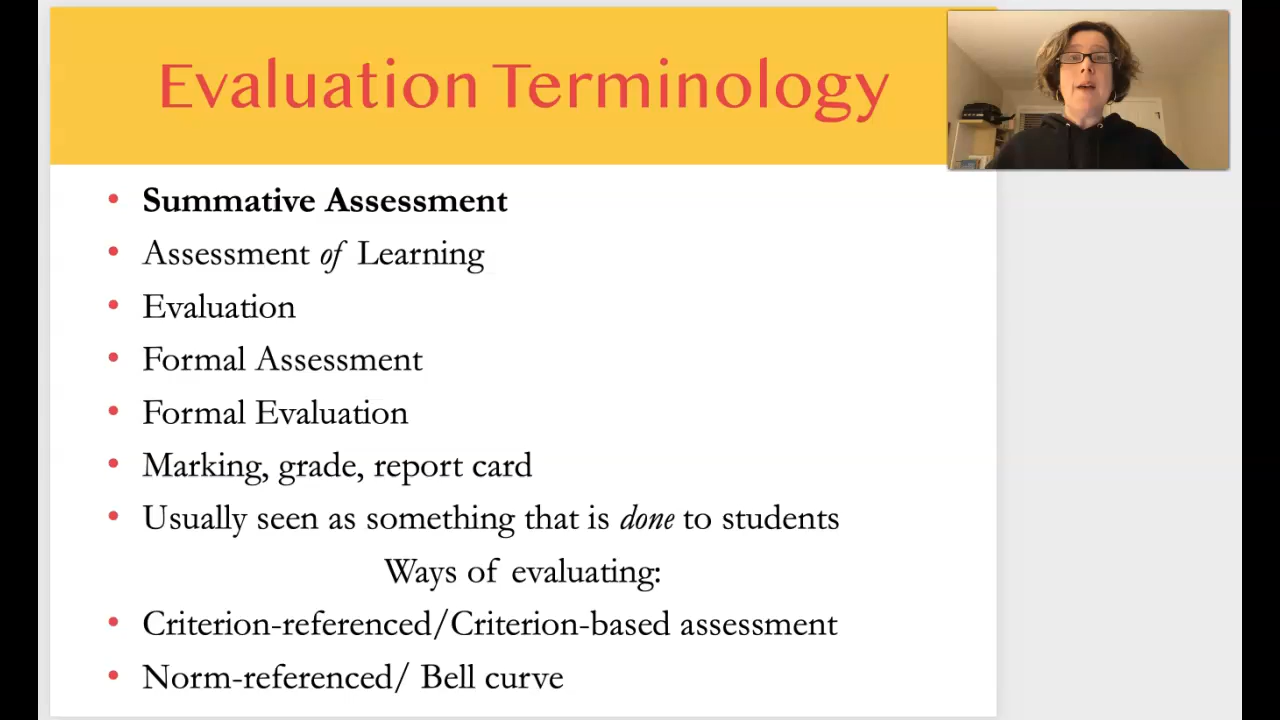 Evaluation Terminology
• Summative Assessment
• Assessment of Learning
• Evaluation
• Formal Assessment
• Formal Evaluation
• Marking, grade, report card
• Usually seen as something that is done to students
Ways of evaluating:
• Criterion-referenced/Criterion-based assessment
• Norm-referenced/ Bell curve